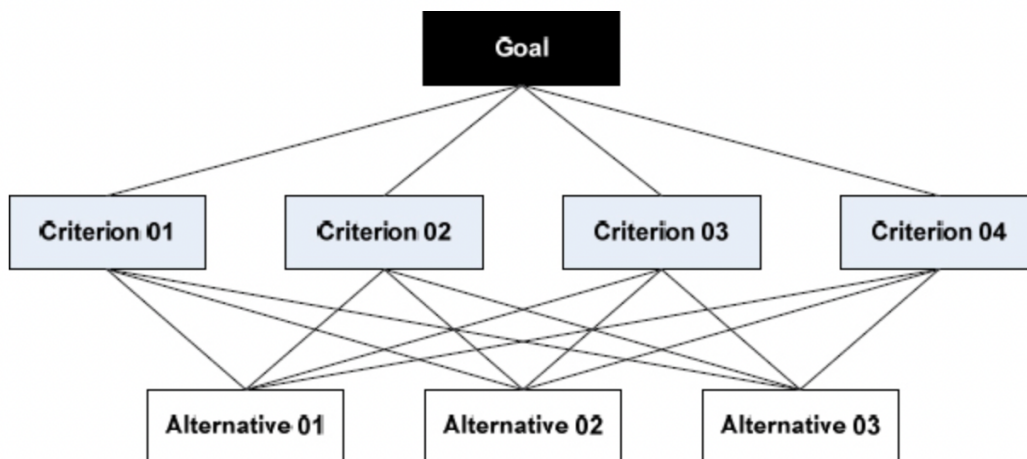 Goal
Criterion 01
Criterion 02
Criterion 03
Criterion 04
Alternative 01
Alternative 02
Alternative 03